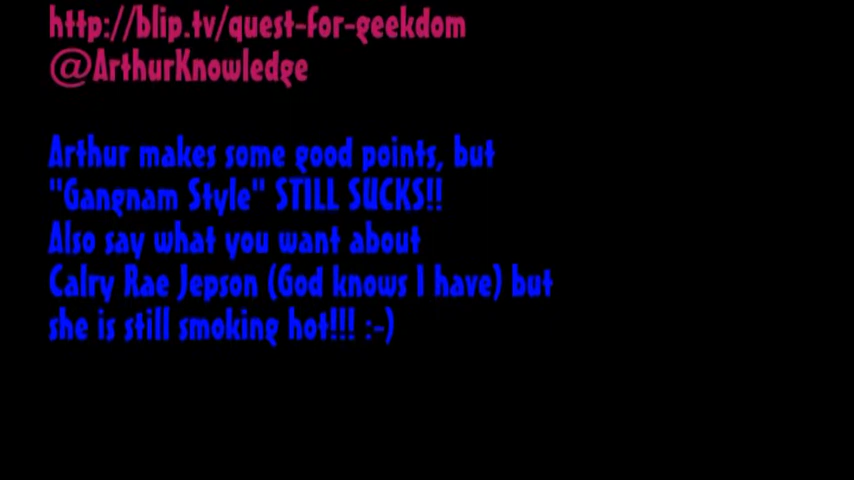 http://blip.tv/quest-for-geekdom
@ArthurKnowledge
Arthur makes some good points, but
"Gangnam Style" STILL SUCKS!!
Also say what you want about
Calry Rae Jepson (God knows I have) but
she is still smoking hot!!! :-)